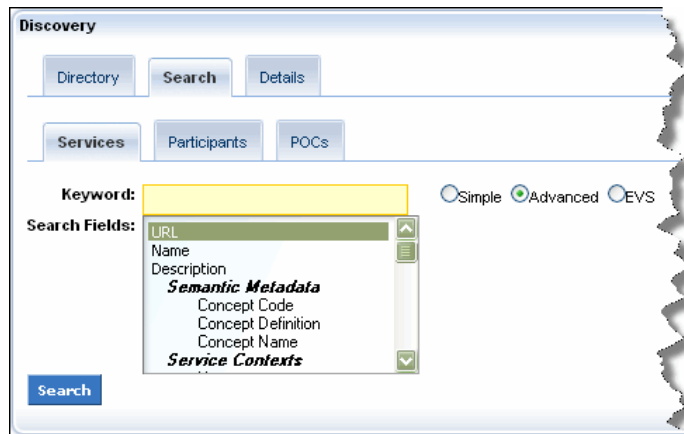 Discovery
Directory Search Details
Services Participants POCs
Keyword: Simple Advanced EVS
Search Fields: URL
Name
Description
Semantic Metadata
Concept Code
Concept Definition
Concept Name
Service Contexts
Search